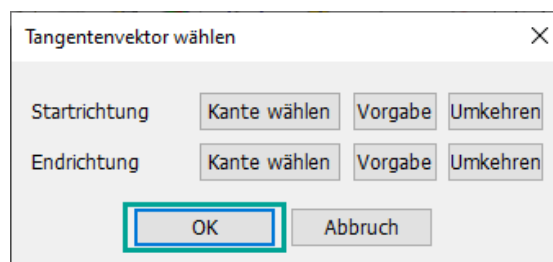 Tangentenvektor wählen
Startrichtung Kante wählen Vorgabe Umkehren
Endrichtung Kante wählen Vorgabe Umkehren
OK Abbruch